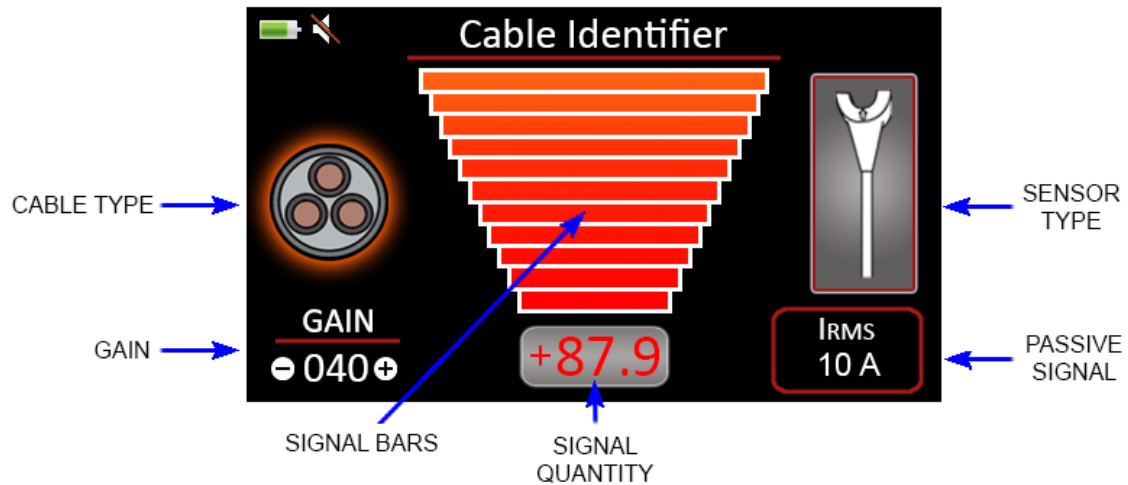 Cable Identifier
CABLE TYPE
SENSOR
TYPE
GAIN
GAIN
040
+87.9
IRMS
10 A
PASSIVE
SIGNAL
SIGNAL BARS
SIGNAL
QUANTITY